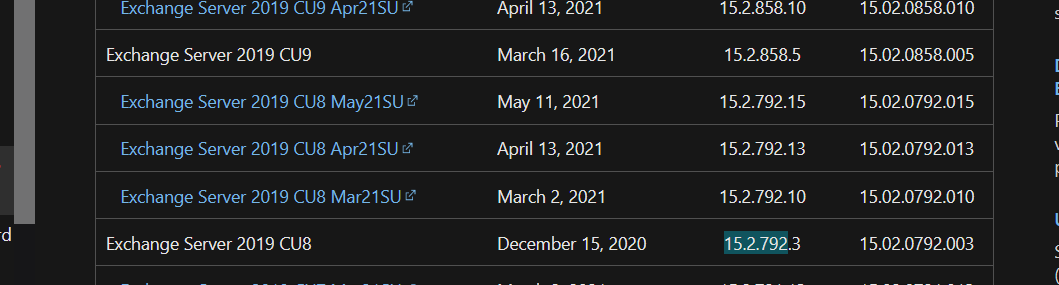 Exchange Server 2019 CU9 Apr21SU April 13, 2021 15.2.858.10 15.02.0858.010
Exchange Server 2019 CU9 March 16, 2021 15.2.858.5 15.02.0858.005
Exchange Server 2019 CU8 May21SU May 11, 2021 15.2.792.15 15.02.0792.015
Exchange Server 2019 CU8 Apr21SU April 13, 2021 15.2.792.13 15.02.0792.013
Exchange Server 2019 CU8 Mar21SU March 2, 2021 15.2.792.10 15.02.0792.010
rd
Exchange Server 2019 CU8 December 15, 2020 15.2.792.3 15.02.0792.003